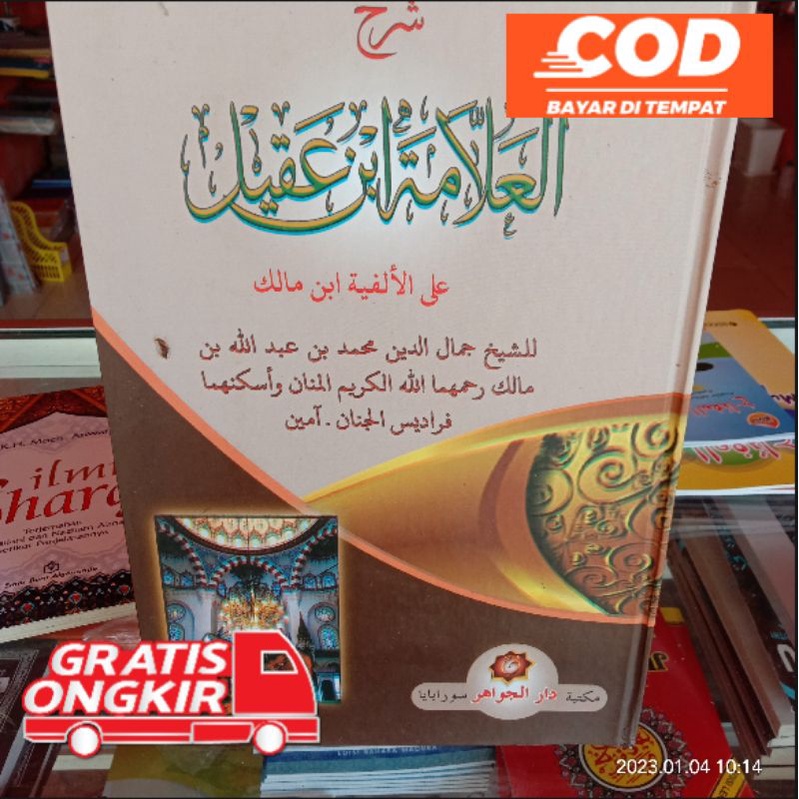 شرح
العلامة ابن عقيل
على الألفية ابن مالك
للشيخ جمال الدين محمد بن عبد الله بن
مالك رحمهما الله الكريم المنان وأسكنهما
فراديس الجنان . آمين
مكتبة دار الجواهر سورابايا
COD
BAYAR DI TEMPAT
ilmu
GRATIS
ONGKIR
2023.01.04 10:14